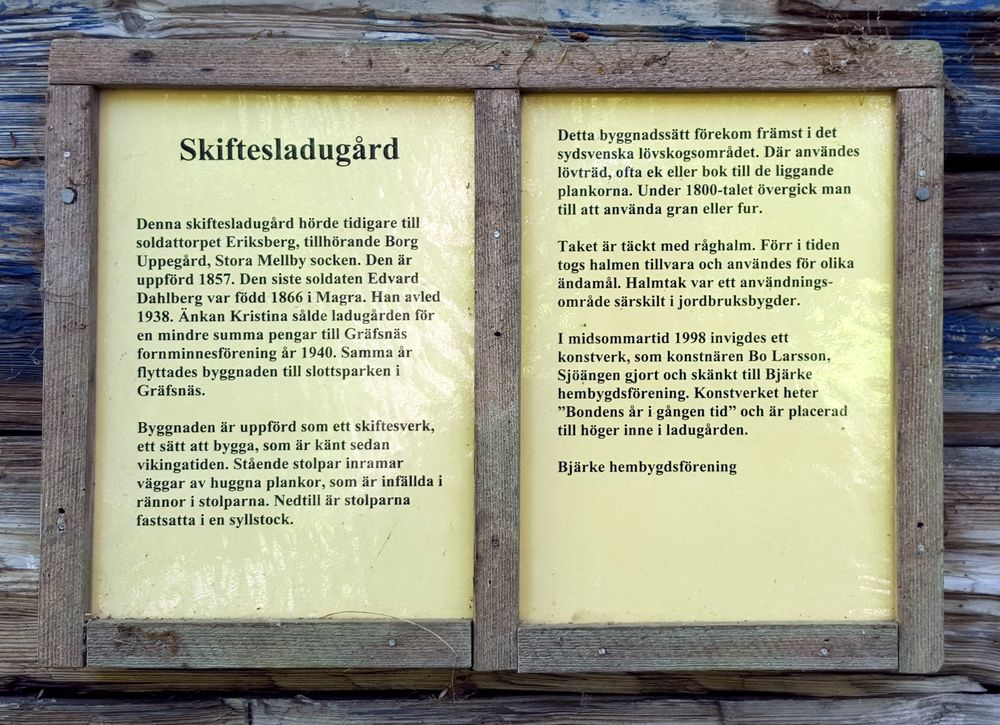 Skiftesladugård
Denna skiftesladugård hörde tidigare till
soldattorpet Eriksberg, tillhörande Borg
Uppegård, Stora Mellby socken. Den är
uppförd 1857. Den siste soldaten Edvard
Dahlberg var född 1866 i Magra. Han avled
1938. Änkan Kristina sålde ladugården för
en mindre summa pengar till Gräfsnäs
fornminnesförening år 1940. Samma år
flyttades byggnaden till slottsparken i
Gräfsnäs.
Byggnaden är uppförd som ett skiftesverk,
ett sätt att bygga, som är känt sedan
vikingatiden. Stående stolpar inramar
väggar av huggna plankor, som är infällda i
rännor i stolparna. Nedtill är stolparna
fastsatta i en syllstock.
Detta byggnadssätt förekom främst i det
sydsvenska lövskogsområdet. Där användes
lövträd, ofta ek eller bok till de liggande
plankorna. Under 1800-talet övergick man
till att använda gran eller fur.
Taket är täckt med råghalm. Förr i tiden
togs halmen tillvara och användes för olika
ändamål. Halmtak var ett användnings-
område särskilt i jordbruksbygder.
I midsommartid 1998 invigdes ett
konstverk, som konstnären Bo Larsson,
Sjöängen gjort och skänkt till Bjärke
hembygdsförening. Konstverket heter
”Bondens år i gången tid” och är placerad
till höger inne i ladugården.
Bjärke hembygdsförening